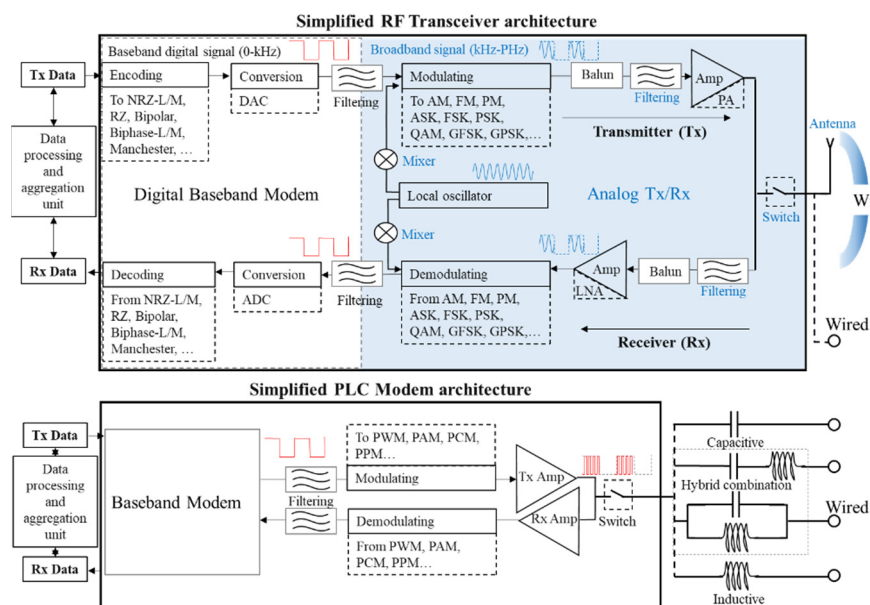 Simplified RF Transceiver architecture
Baseband digital signal (0-kHz)
Broadband signal (kHz-PHz)
Tx Data
Encoding
Conversion
Filtering
Modulating
Balun
Filtering
Amp
PA
To NRZ-L/M,
RZ, Bipolar,
Biphase-L/M,
Manchester, ...
DAC
To AM, FM, PM,
ASK, FSK, PSK,
QAM, GFSK, GPSK,...
Transmitter (Tx)
Antenna
Data
processing
and
aggregation
unit
Mixer
Digital Baseband Modem
Local oscillator
Analog Tx/Rx
Switch
W
Mixer
Rx Data
Decoding
Conversion
Filtering
Demodulating
Amp
LNA
Balun
Filtering
From NRZ-L/M,
RZ, Bipolar,
Biphase-L/M,
Manchester, ...
ADC
From AM, FM, PM,
ASK, FSK, PSK,
QAM, GFSK, GPSK,...
Receiver (Rx)
Wired
Simplified PLC Modem architecture
Tx Data
Data
processing
and
aggregation
unit
Rx Data
Baseband Modem
Filtering
To PWM, PAM, PCM,
PPM...
Modulating
Demodulating
From PWM, PAM,
PCM, PPM...
Tx Amp
Rx Amp
Switch
Capacitive
Hybrid combination
Wired
Inductive